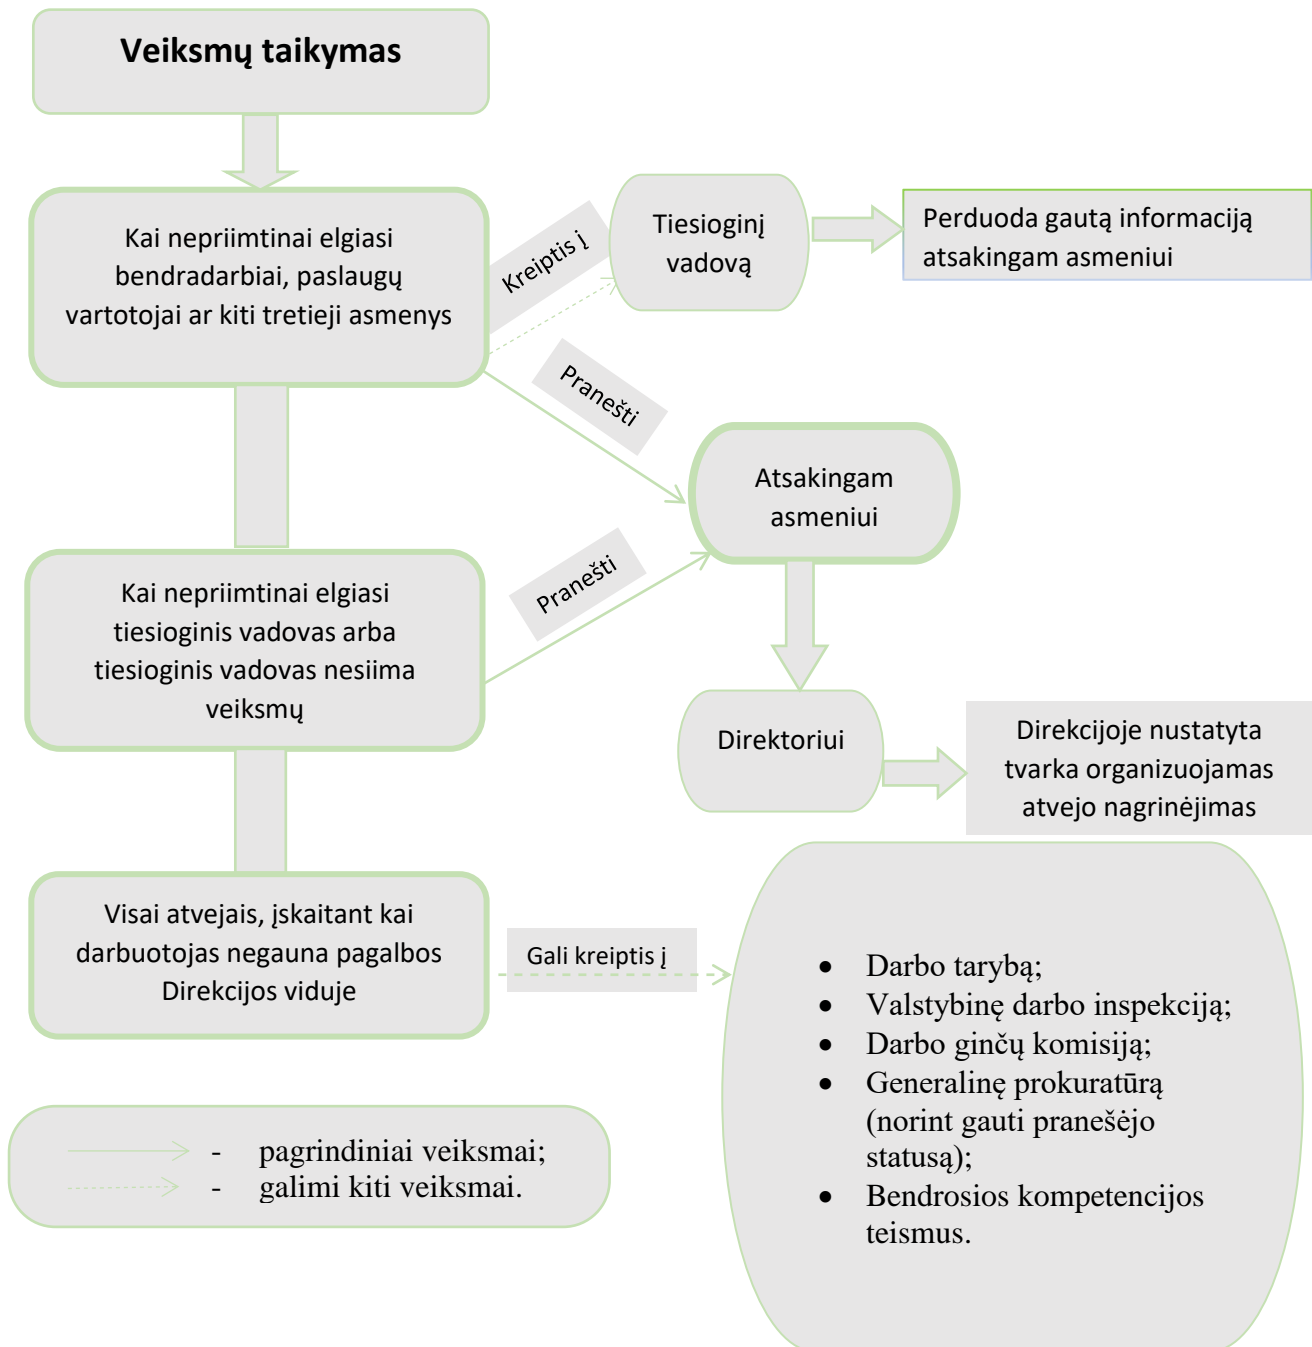 Veiksmų taikymas
Kai nepriimtinai elgiasi
bendradarbiai, paslaugų
vartotojai ar kiti tretieji asmenys
Kreiptis į
Tiesioginį
vadovą
Perduoda gautą informaciją
atsakingam asmeniui
Pranešti
Atsakingam
asmeniui
Kai nepriimtinai elgiasi
tiesioginis vadovas arba
tiesioginis vadovas nesiima
veiksmų
Pranešti
Direktoriui
Direkcijoje nustatyta
tvarka organizuojamas
atvejo nagrinėjimas
Visai atvejais, įskaitant kai
darbuotojas negauna pagalbos
Direkcijos viduje
Gali kreiptis į
• Darbo tarybą;
• Valstybinę darbo inspekciją;
• Darbo ginčų komisiją;
• Generalinę prokuratūrą
(norint gauti pranešėjo
statusą);
• Bendrosios kompetencijos
teismus.
- pagrindiniai veiksmai;
- galimi kiti veiksmai.